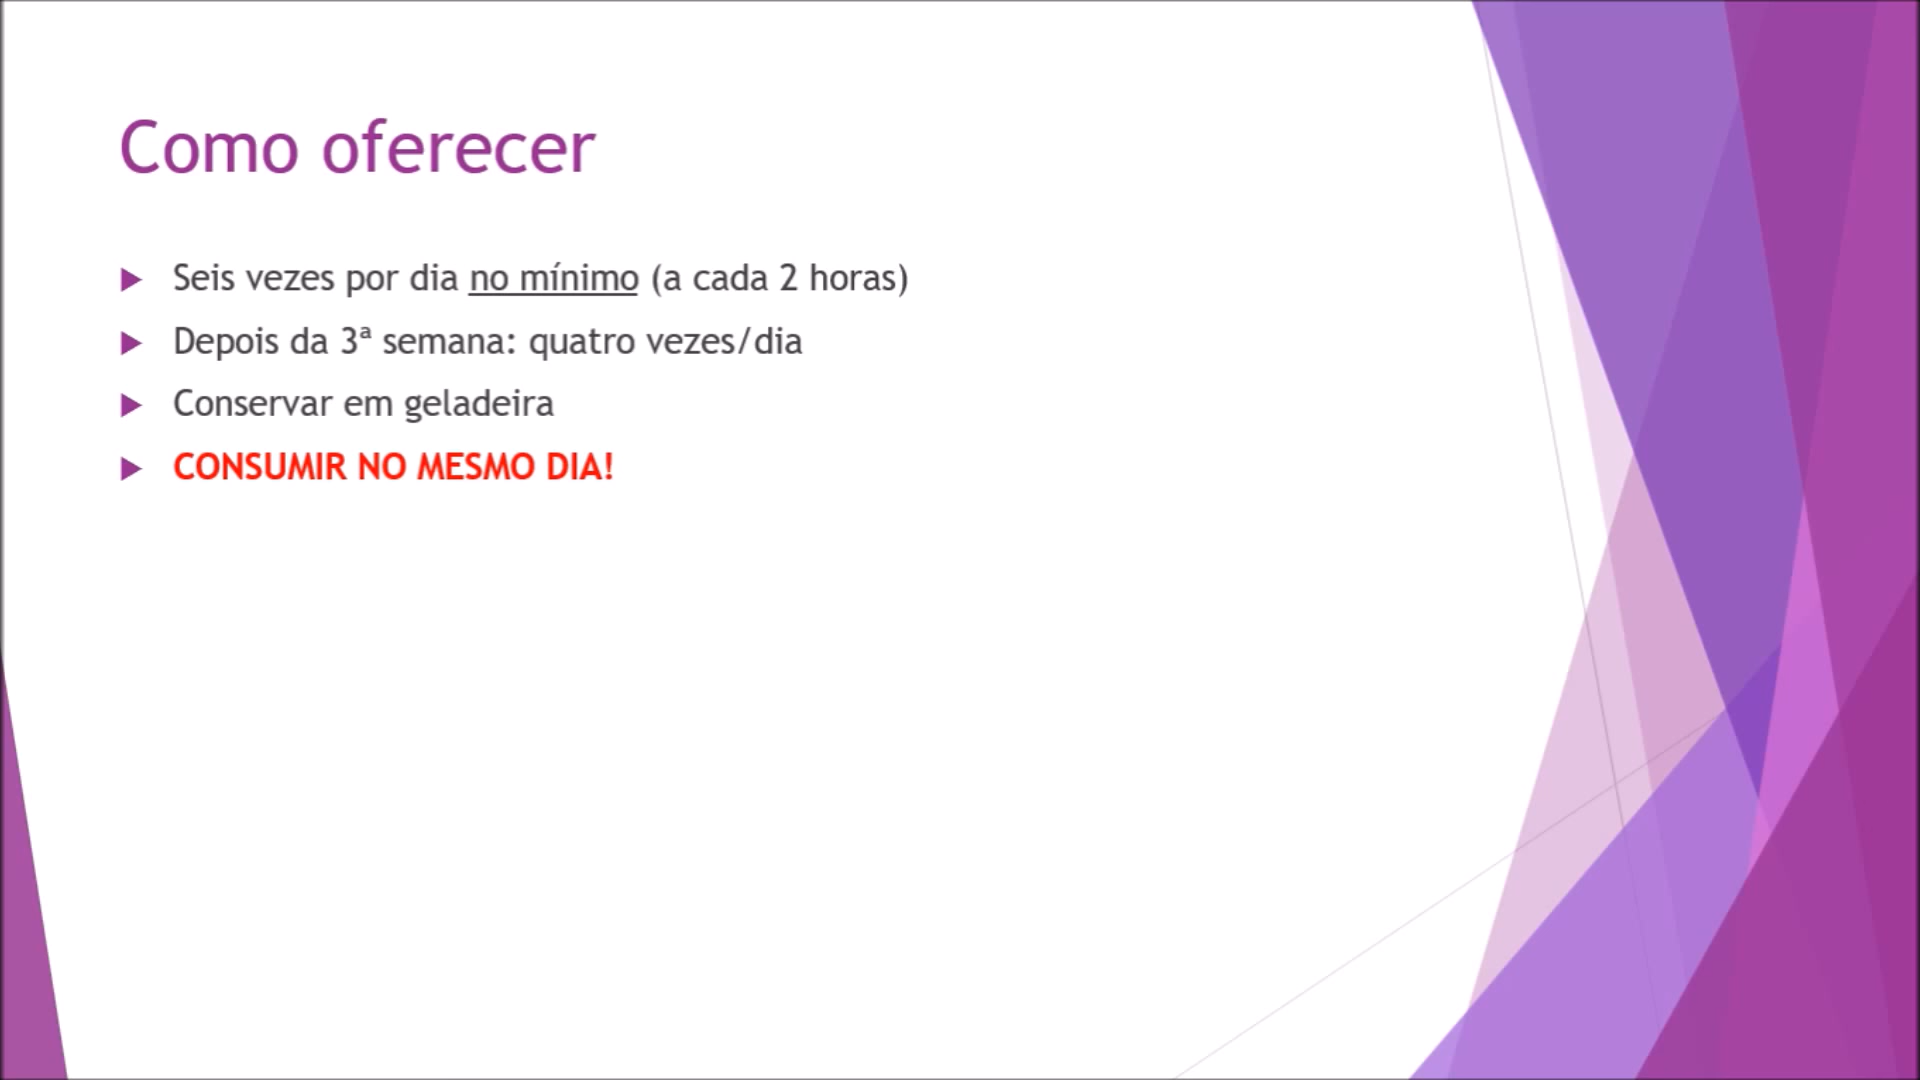 Como oferecer
Seis vezes por dia no mínimo (a cada 2 horas)
Depois da 3ª semana: quatro vezes/dia
Conservar em geladeira
CONSUMIR NO MESMO DIA!